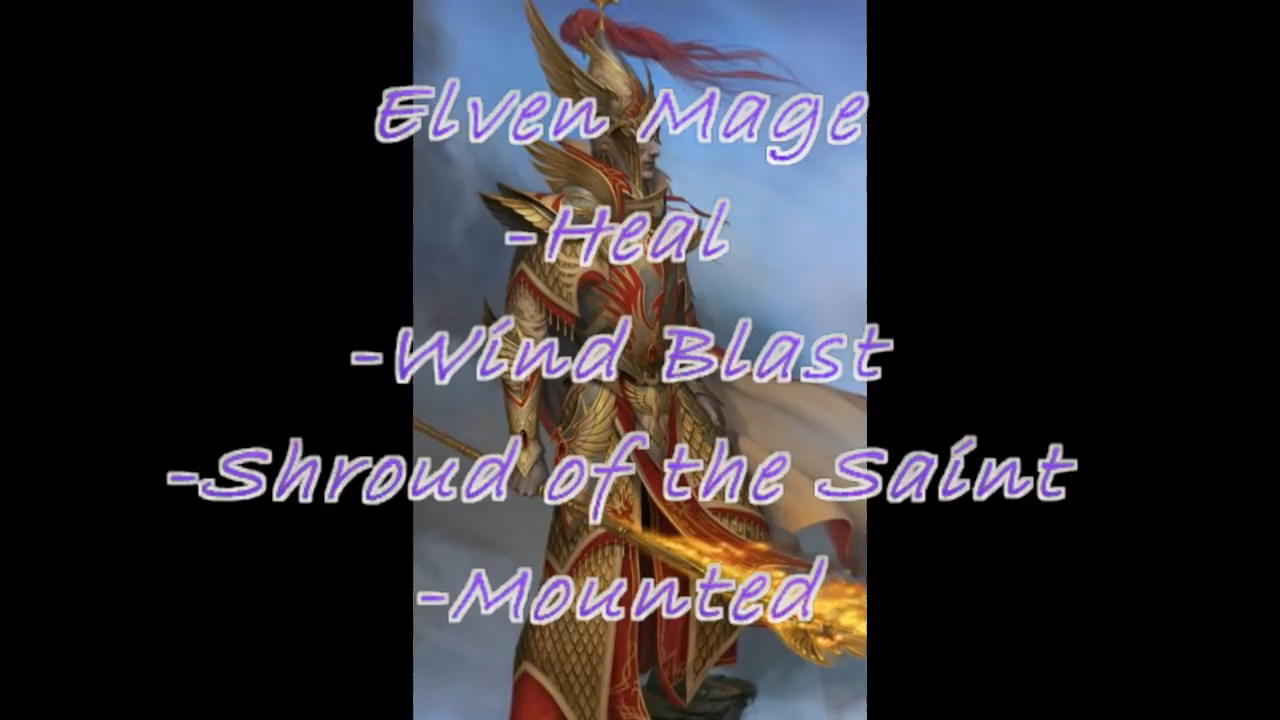 Elven Mage
-Heal
-Wind Blast
-Shroud of the Saint
-Mounted